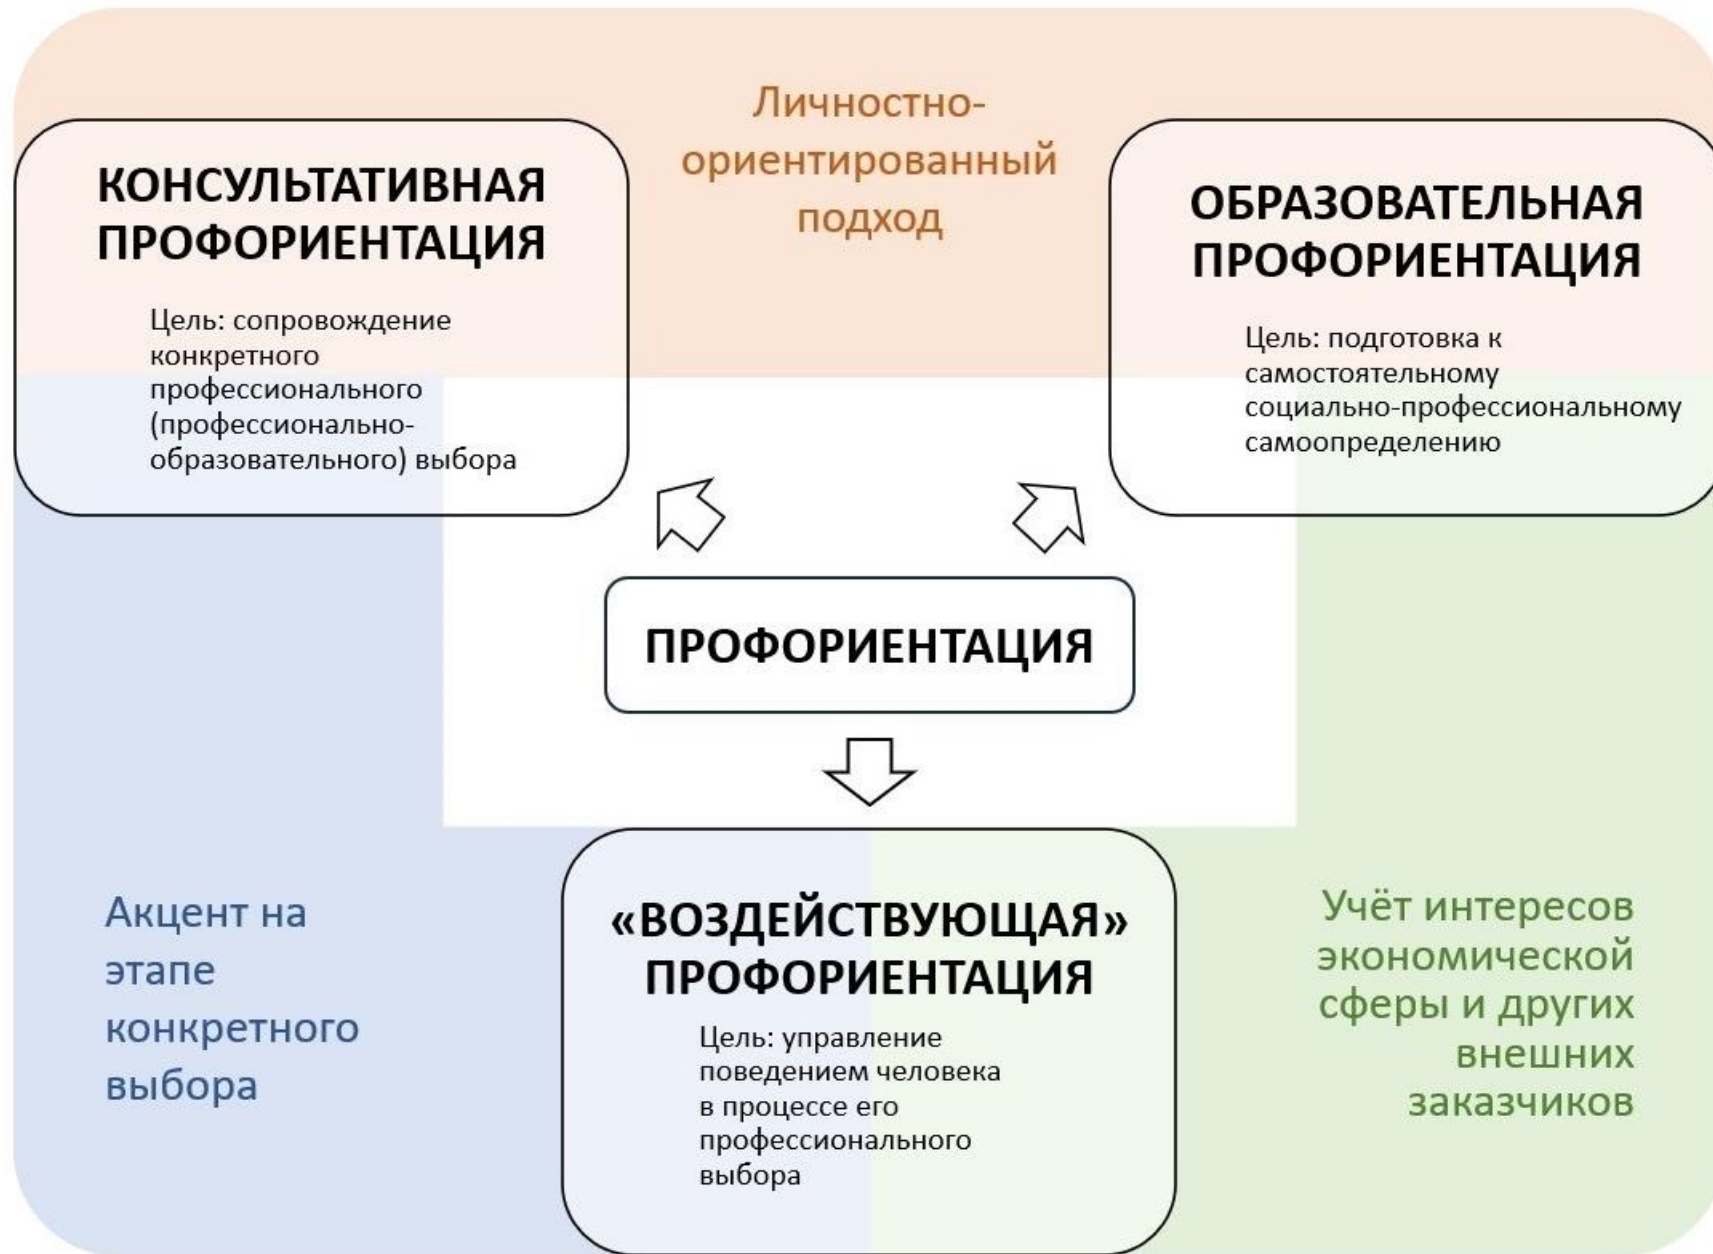 Личностно-
ориентированный
подход
КОНСУЛЬТАТИВНАЯ
ПРОФОРИЕНТАЦИЯ
Цель: сопровождение
конкретного
профессионального
(профессионально-
образовательного) выбора
ОБРАЗОВАТЕЛЬНАЯ
ПРОФОРИЕНТАЦИЯ
Цель: подготовка к
самостоятельному
социально-профессиональному
самоопределению
ПРОФОРИЕНТАЦИЯ
Акцент на
этапе
конкретного
выбора
«ВОЗДЕЙСТВУЮЩАЯ»
ПРОФОРИЕНТАЦИЯ
Цель: управление
поведением человека
в процессе его
профессионального
выбора
Учёт интересов
экономической
сферы и других
внешних
заказчиков